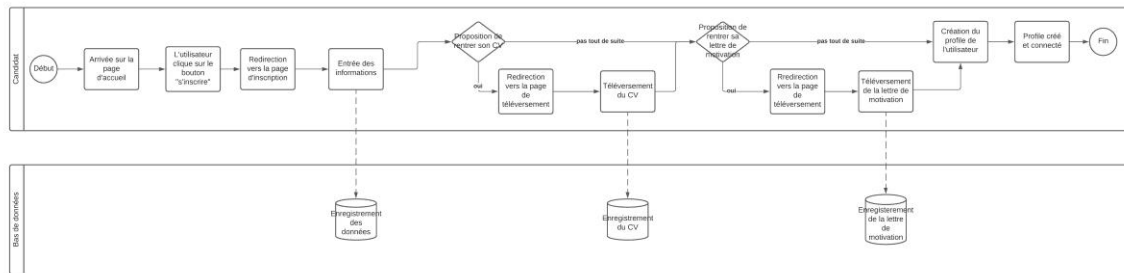 Candidat
Début
Arrivée sur la
page
d'accueil
L'utilisateur
clique sur le
bouton
"s'inscrire"
Redirection
vers la page
d'inscription
Entrée des
informations
Proposition de
rentrer son CV
pas tout de suite
oui
Redirection
vers la page
de
téléversement
Téléversement
du CV
Proposition de
rentrer sa
lettre de
motivation
pas tout de suite
oui
Rredirection
vers la page
de
téléversement
Téléversement
de la lettre de
motivation
Création du
profile de
l'utilisateur
Profile créé
et connecté
Fin
Bas de données
Enregistrement
des
données
Enregistrement
du CV
Enregisterement
de la lettre
de
motivation